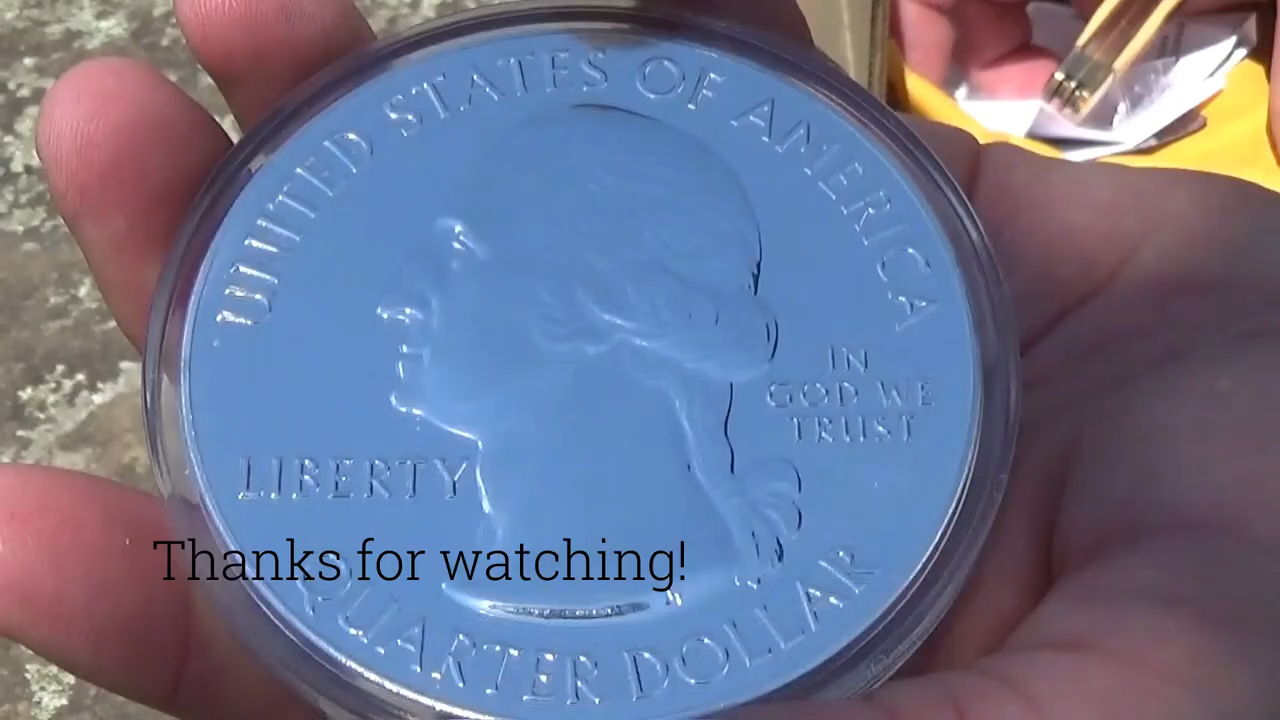 UNITED STATES OF AMERICA
IN
GOD WE
TRUST
LIBERTY
Thanks for watching!
QUARTER DOLLAR